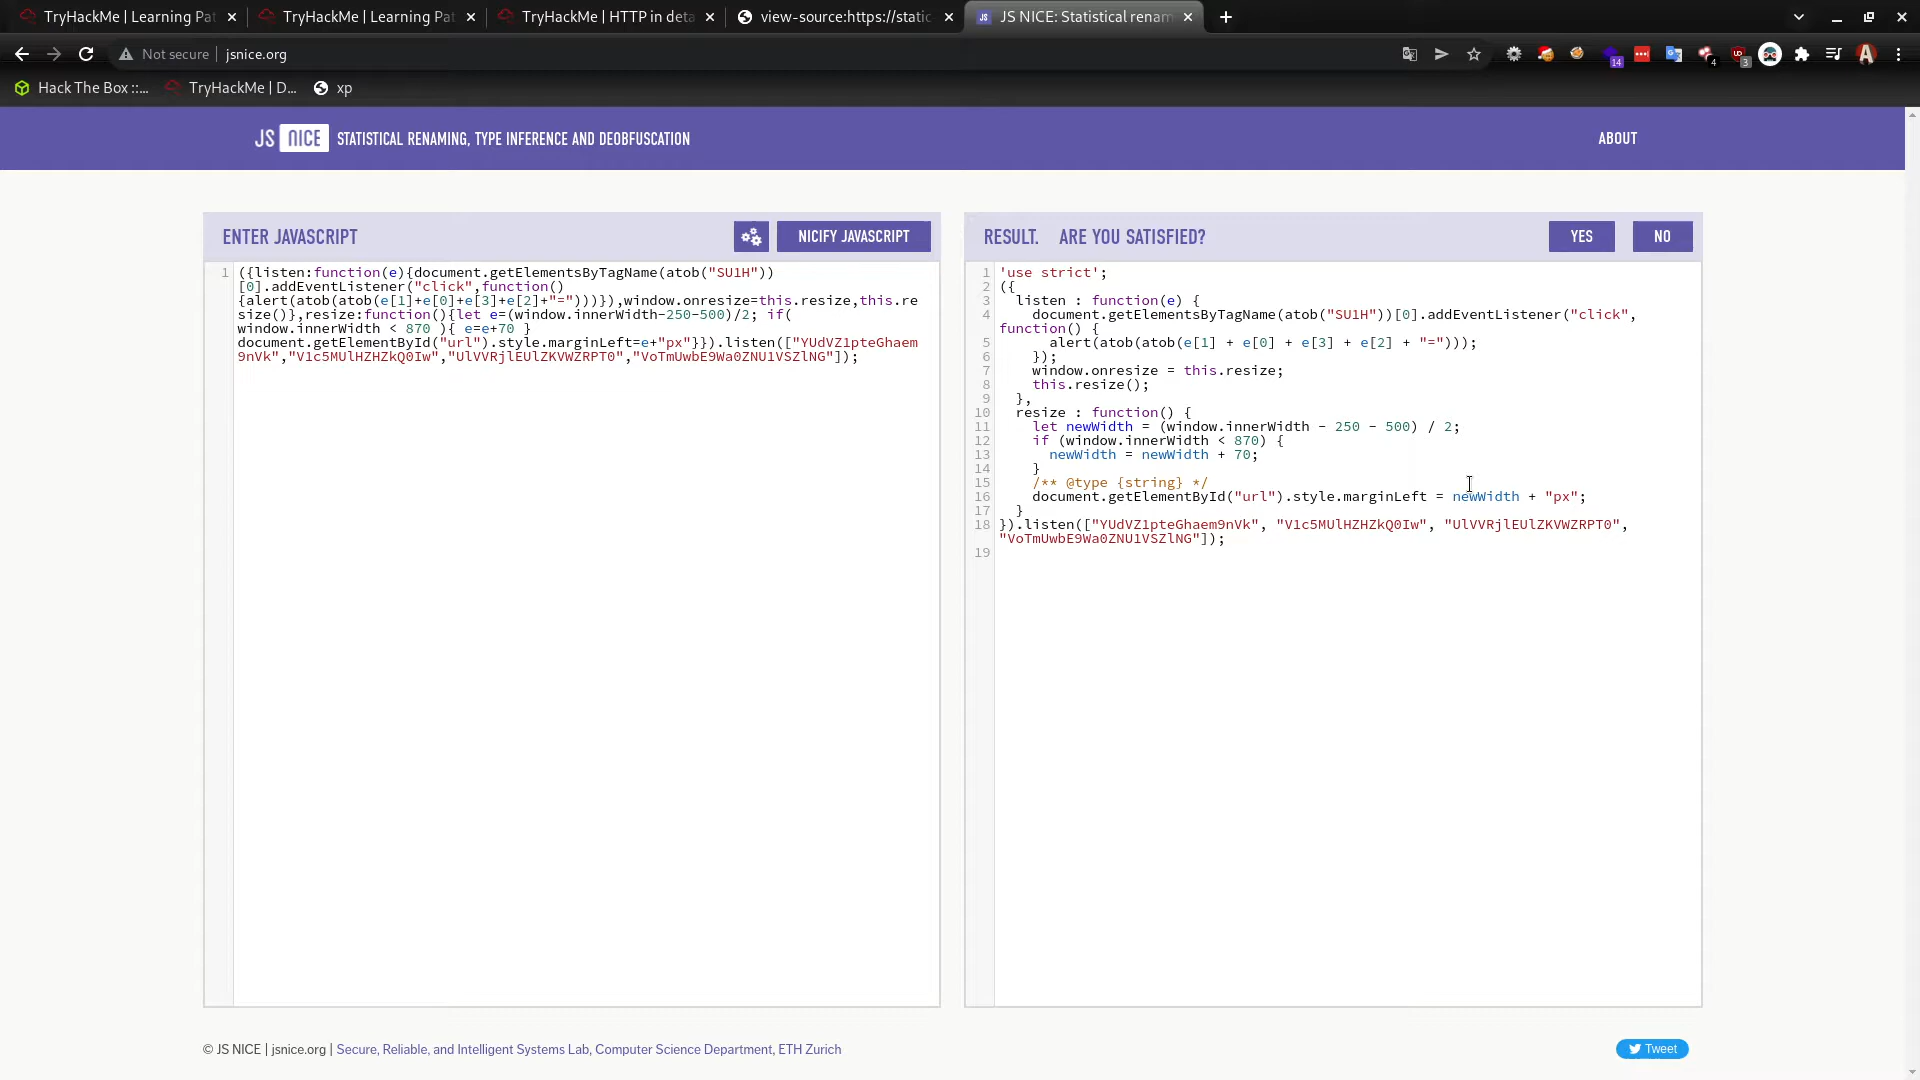 TryHackMe | Learning Pat
TryHackMe | Learning Pat
TryHackMe | HTTP in deta
view-source:https://static
JS NICE: Statistical renam
Not secure
jsnice.org
14
4
3
Hack The Box ::...
TryHackMe | D...
xp
JS NICE STATISTICAL RENAMING, TYPE INFERENCE AND DEOBFUSCATION
ABOUT
ENTER JAVASCRIPT
NICIFY JAVASCRIPT
1 ({listen:function(e){document.getElementsByTagName(atob("SU1H"))
[0].addEventListener("click",function()
{alert(atob(atob(e[1]+e[0]+e[3]+e[2]+"=")))}),window.onresize=this.resize,this.re
size()},resize:function(){let e=(window.innerWidth-250-500)/2; if(
window.innerWidth < 870 ){ e=e+70 }
document.getElementById("url").style.marginLeft=e+"px"}}).listen(["YUdVZ1pteGhaem
9nVk","V1c5MUlHZHZkQ0Iw","UlVVRjlEUlZKVWZRPT0","VoTmUwbE9Wa0ZNU1VSZlNG"]);
RESULT. ARE YOU SATISFIED?
YES
NO
1 'use strict';
2 ({
3 listen : function(e) {
4 document.getElementsByTagName(atob("SU1H"))[0].addEventListener("click",
function() {
5 alert(atob(atob(e[1] + e[0] + e[3] + e[2] + "=")));
6 });
7 window.onresize = this.resize;
8 this.resize();
9 },
10 resize : function() {
11 let newWidth = (window.innerWidth - 250 - 500) / 2;
12 if (window.innerWidth < 870) {
13 newWidth = newWidth + 70;
14 }
15 /** @type {string} */
16 document.getElementById("url").style.marginLeft = newWidth + "px";
17 }
18 }).listen(["YUdVZ1pteGhaem9nVk", "V1c5MUlHZHZkQ0Iw", "UlVVRjlEUlZKVWZRPT0",
"VoTmUwbE9Wa0ZNU1VSZlNG"]);
19
© JS NICE | jsnice.org | Secure, Reliable, and Intelligent Systems Lab, Computer Science Department, ETH Zurich
Tweet